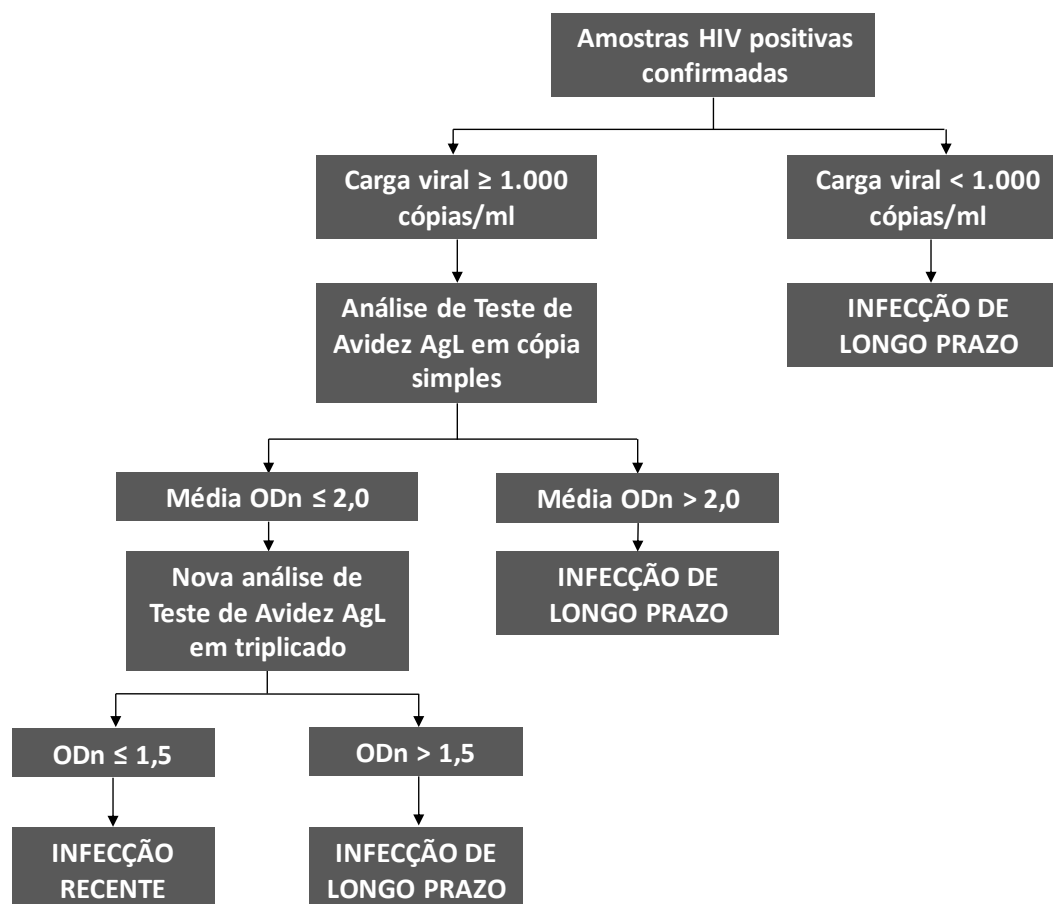 Amostras HIV positivas
confirmadas
Carga viral ≥ 1.000
cópias/ml
Carga viral < 1.000
cópias/ml
Análise de Teste de
Avidez AgL em cópia
simples
INFECÇÃO DE
LONGO PRAZO
Média ODn ≤ 2,0
Média ODn > 2,0
Nova análise de
Teste de Avidez AgL
em triplicado
INFECÇÃO DE
LONGO PRAZO
ODn ≤ 1,5
ODn > 1,5
INFECÇÃO
RECENTE
INFECÇÃO DE
LONGO PRAZO